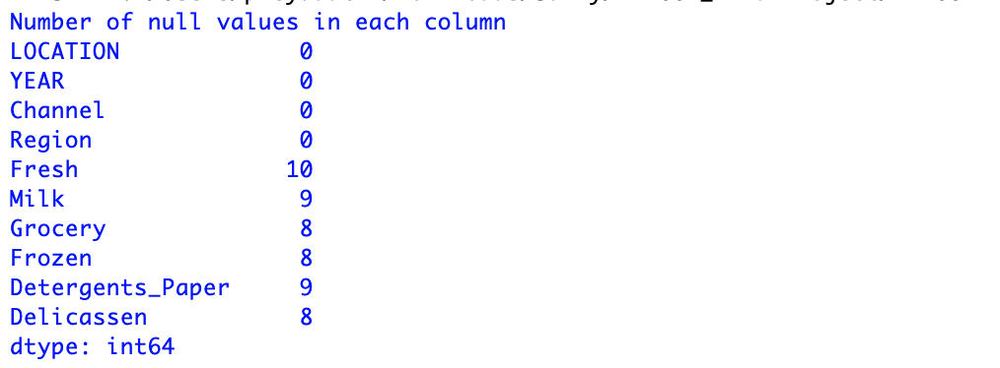 Number of null values in each column
LOCATION 0
YEAR 0
Channel 0
Region 0
Fresh 10
Milk 9
Grocery 8
Frozen 8
Detergents_Paper 9
Delicassen 8
dtype: int64